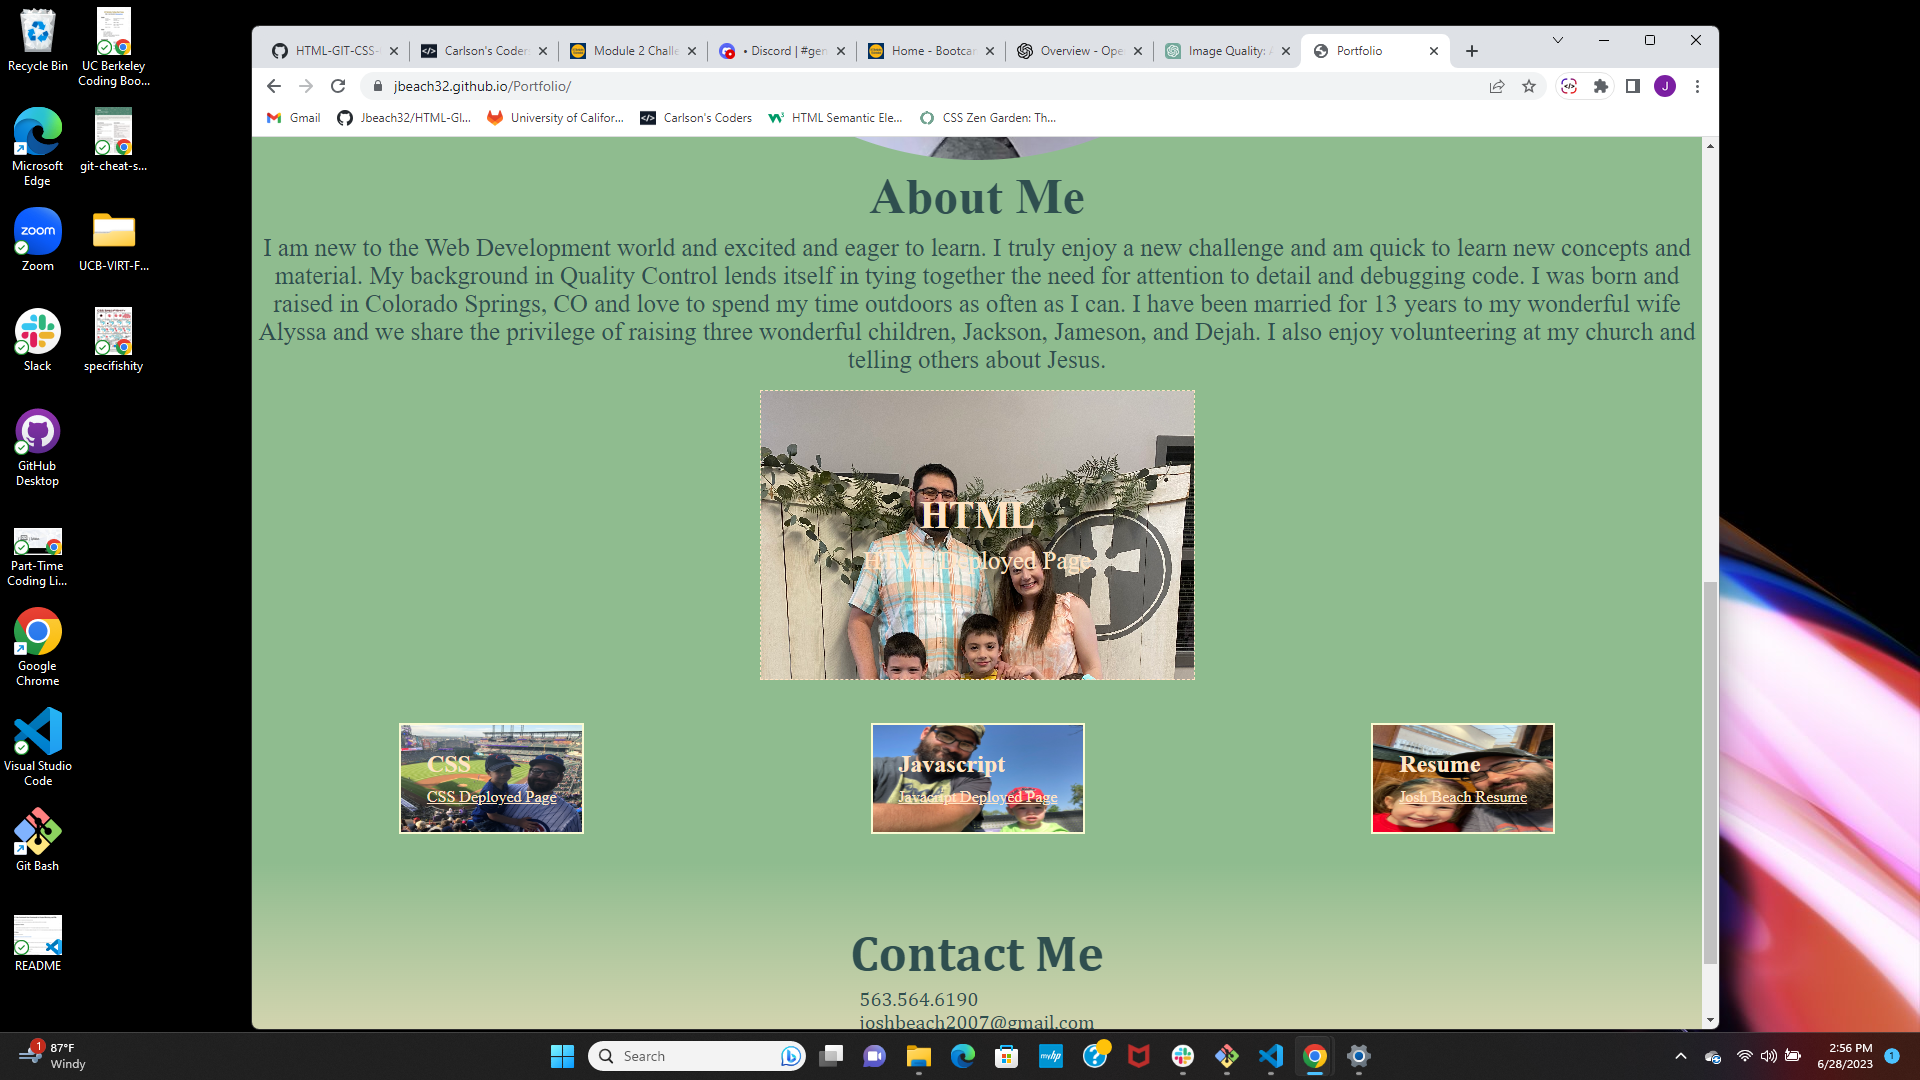 Recycle Bin
UC Berkeley
Coding Boo...
Microsoft
Edge
git-cheat-s...
zoom
Zoom
UCB-VIRT-F...
Slack
specifishity
GitHub
Desktop
Part-Time
Coding Li...
Google
Chrome
Visual Studio
Code
Git Bash
README
HTML-GIT-CSS-
Carlson's Coder
Module 2 Challe
• Discord | #gen
Home - Bootca
Overview - Ope
Image Quality:
Portfolio
jbeach32.github.io/Portfolio/
J
Gmail
Jbeach32/HTML-GI...
University of Califor...
Carlson's Coders
HTML Semantic Ele...
CSS Zen Garden: Th...
About Me
I am new to the Web Development world and excited and eager to learn. I truly enjoy a new challenge and am quick to learn new concepts and
material. My background in Quality Control lends itself in tying together the need for attention to detail and debugging code. I was born and
raised in Colorado Springs, CO and love to spend my time outdoors as often as I can. I have been married for 13 years to my wonderful wife
Alyssa and we share the privilege of raising three wonderful children, Jackson, Jameson, and Dejah. I also enjoy volunteering at my church and
telling others about Jesus.
HTML
HTML Deployed Page
CSS
CSS Deployed Page
Javascript
Javacript Deployed Page
Resume
Josh Beach Resume
Contact Me
563.564.6190
joshbeach2007@gmail.com
1
87°F
Windy
Search
myhp
2:56 PM
6/28/2023
1